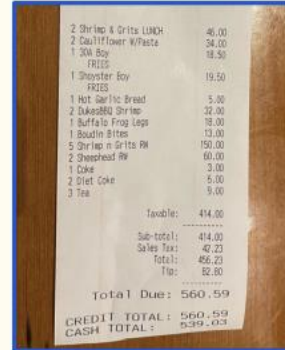 2 Shrimp & Grits LUNCH 46.00
2 Cauliflower W/Pasta 34.00
1 30A Boy 18.50
FRIES
1 Shoyster Boy 19.50
FRIES
1 Hot Garlic Bread 5.00
2 DukesBBQ Shrimp 32.00
1 Buffalo Frog Legs 18.00
1 Boudin Bites 13.00
5 Shrimp n Grits RW 150.00
2 Sheephead RW 60.00
1 Coke 3.00
2 Diet Coke 6.00
3 Tea 9.00
Taxable: 414.00
Sub-total: 414.00
Sales Tax: 42.23
Total: 456.23
Tip: 82.80
Total Due: 560.59
CREDIT TOTAL: 560.59
CASH TOTAL: 539.03